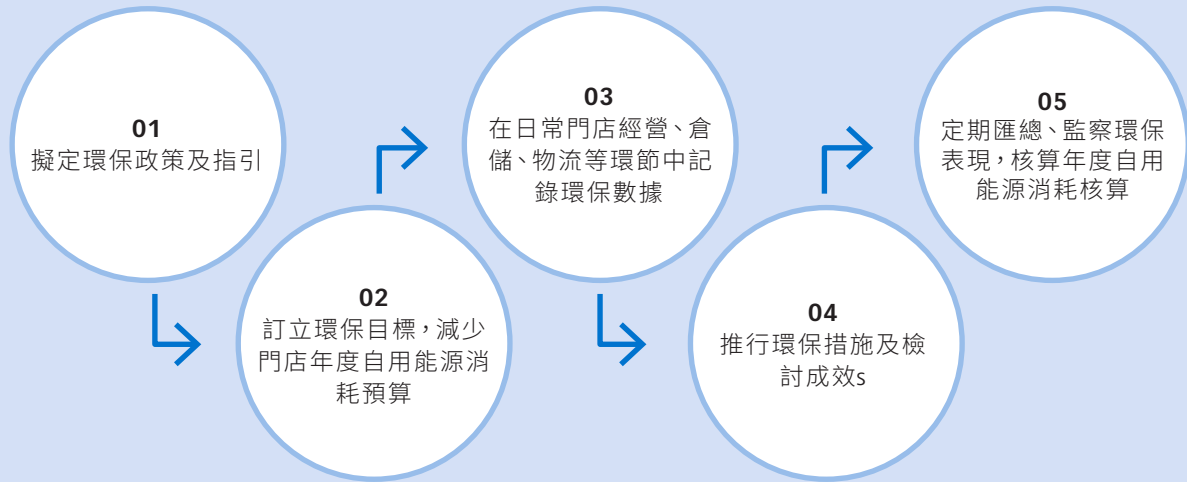 01
擬定環保政策及指引
02
訂立環保目標,減少
門店年度自用能源消
耗預算
03
在日常門店經營、倉
儲、物流等環節中記
錄環保數據
04
推行環保措施及檢
討成效s
05
定期匯總、監察環保
表現,核算年度自用
能源消耗核算